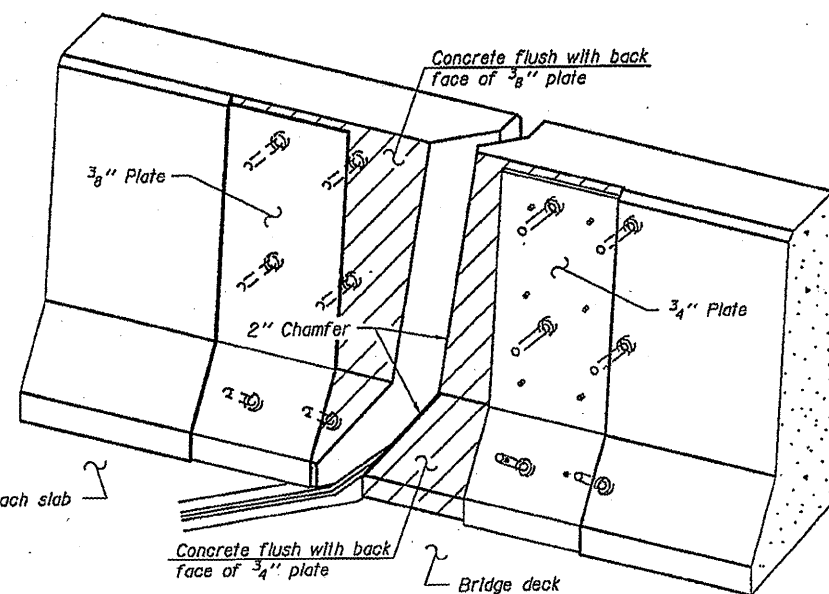 Concrete flush with back
face of 3/8" plate
3/8" Plate
3/4" Plate
2" Chamfer
ach slab
Concrete flush with back
face of 3/4" plate
Bridge deck